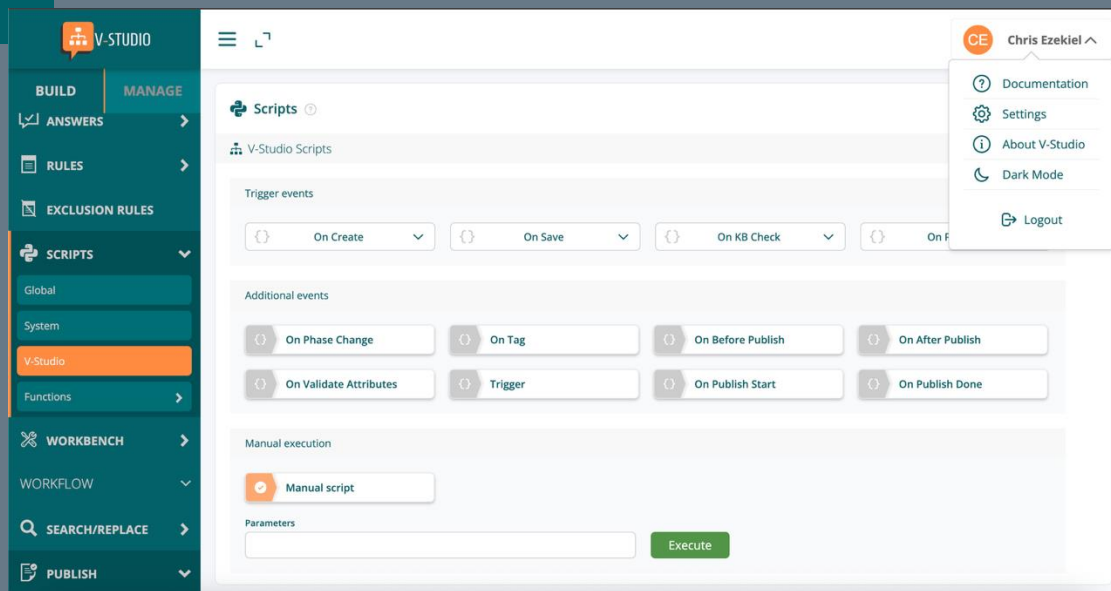 V-STUDIO
BUILD MANAGE
ANSWERS
RULES
EXCLUSION RULES
SCRIPTS
Global
System
V-Studio
Functions
WORKBENCH
WORKFLOW
SEARCH/REPLACE
PUBLISH
CE Chris Ezekiel
Documentation
Settings
About V-Studio
Dark Mode
Logout
Scripts
V-Studio Scripts
Trigger events
On Create On Save On KB Check On
Additional events
On Phase Change On Tag On Before Publish On After Publish
On Validate Attributes Trigger On Publish Start On Publish Done
Manual execution
Manual script
Parameters
Execute